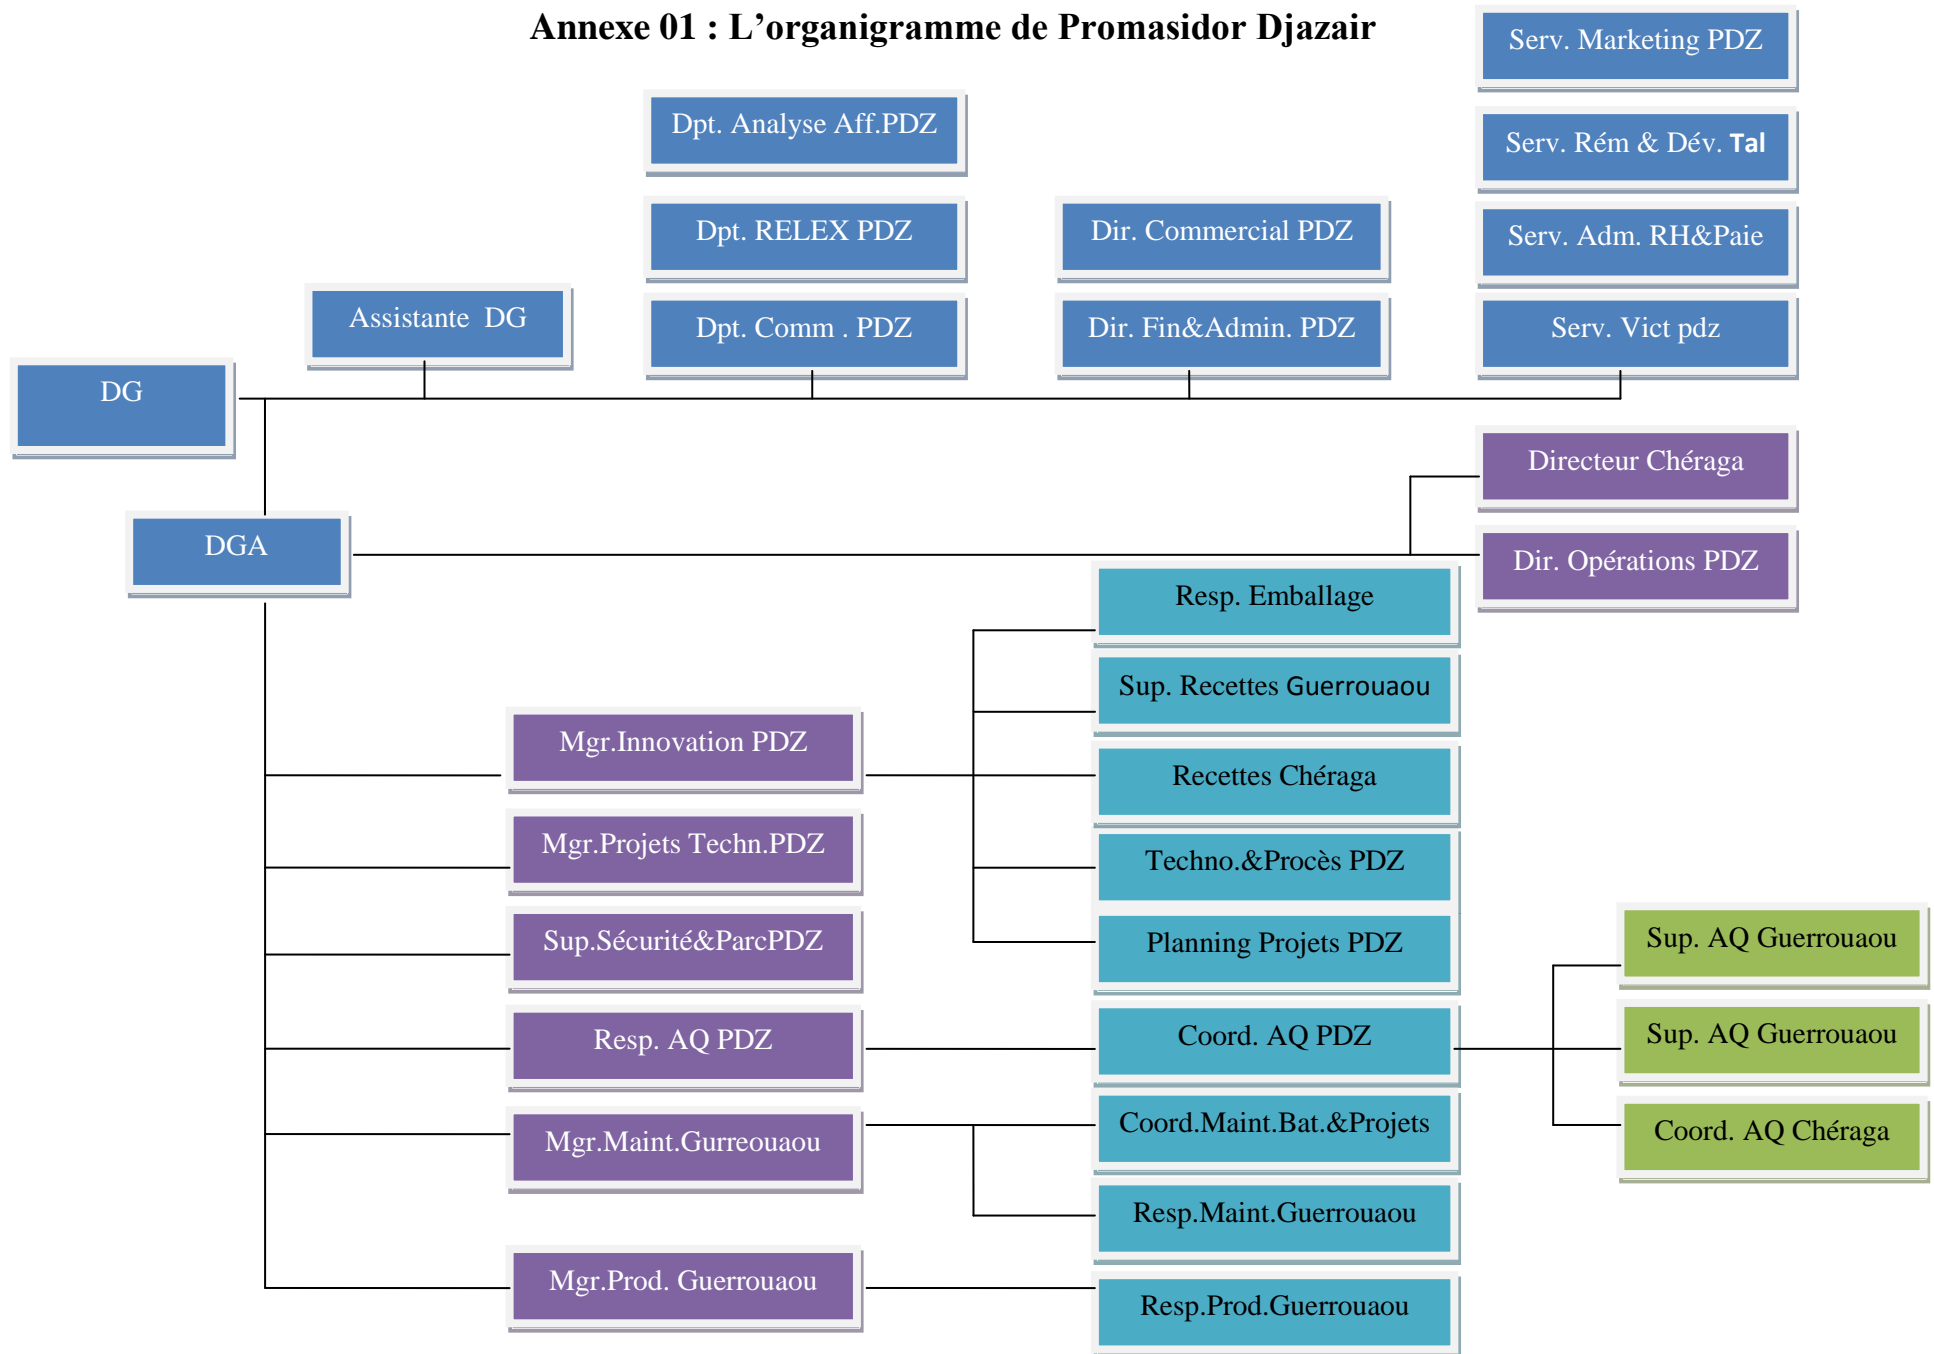 Annexe 01 : L’organigramme de Promasidor Djazair
Serv. Marketing PDZ
Dpt. Analyse Aff.PDZ
Serv. Rém & Dév. Tal
Dpt. RELEX PDZ
Dir. Commercial PDZ
Serv. Adm. RH&Paie
Assistante DG
Dpt. Comm . PDZ
Dir. Fin&Admin. PDZ
Serv. Vict pdz
DG
Directeur Chéraga
DGA
Dir. Opérations PDZ
Resp. Emballage
Sup. Recettes Guerrouaou
Mgr.Innovation PDZ
Recettes Chéraga
Mgr.Projets Techn.PDZ
Techno.&Procès PDZ
Sup.Sécurité&ParcPDZ
Planning Projets PDZ
Sup. AQ Guerrouaou
Resp. AQ PDZ
Coord. AQ PDZ
Sup. AQ Guerrouaou
Mgr.Maint.Gurreouaou
Coord.Maint.Bat.&Projets
Coord. AQ Chéraga
Resp.Maint.Guerrouaou
Mgr.Prod. Guerrouaou
Resp.Prod.Guerrouaou